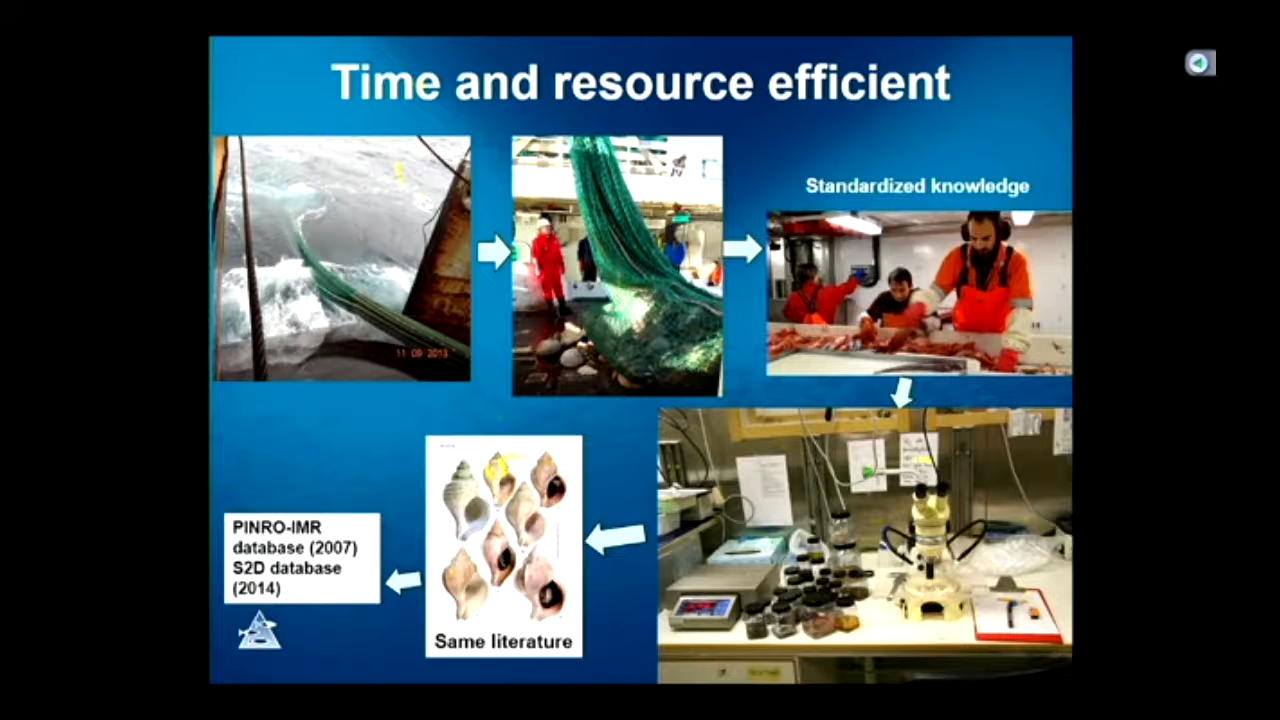 Time and resource efficient
11 09 2013
Standardized knowledge
Same literature
PINRO-IMR
database (2007)
S2D database
(2014)